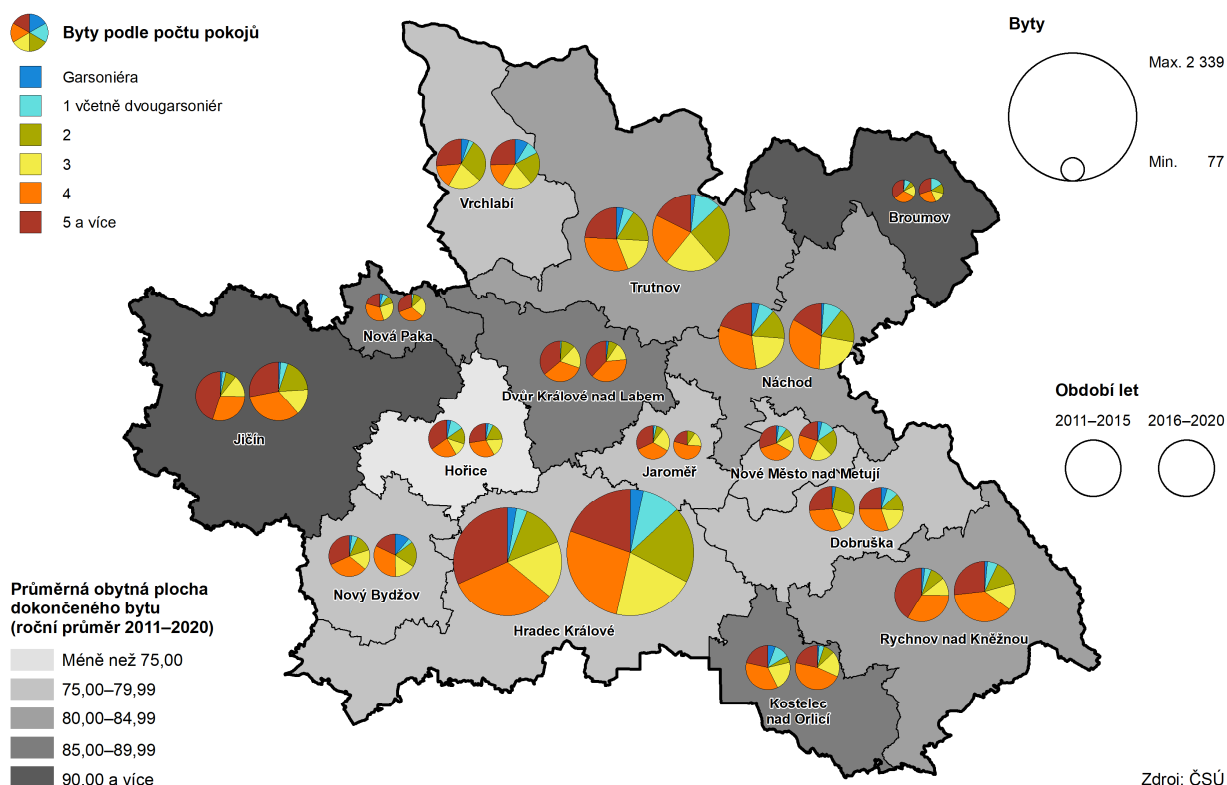 Byty podle počtu pokojů
Garsoniéra
1 včetně dvougarsoniér
2
3
4
5 a více
Byty
Max. 2 339
Min. 77
Vrchlabí
Broumov
Trutnov
Nová Paka
Náchod
Dvůr Králové nad Labem
Jičín
Období let
2011–2015
2016–2020
Hořice
Jaroměř
Nové Město nad Metují
Dobruška
Nový Bydžov
Hradec Králové
Rychnov nad Kněžnou
Kostelec
nad Orlicí
Průměrná obytná plocha
dokončeného bytu
(roční průměr 2011–2020)
Méně než 75,00
75,00–79,99
80,00–84,99
85,00–89,99
90,00 a více
Zdroj: ČSÚ